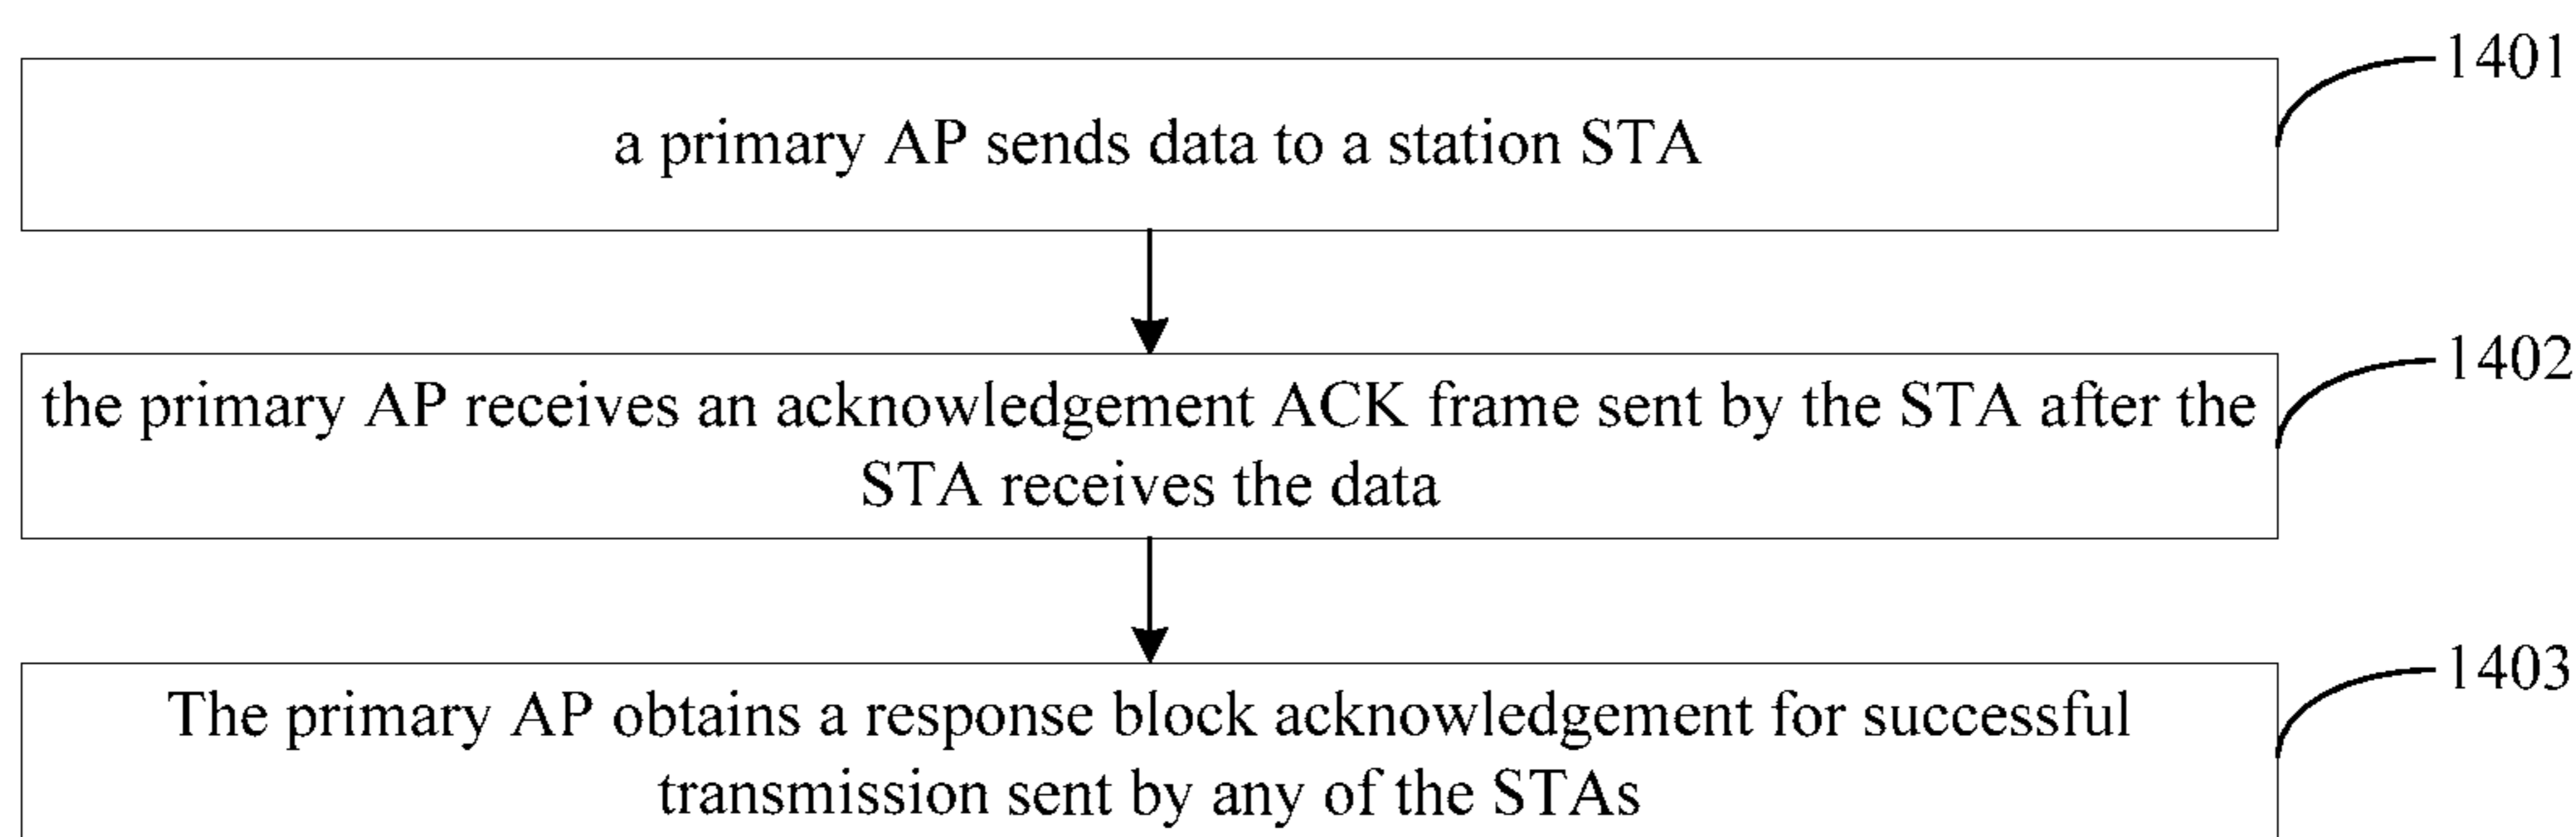 1401
a primary AP sends data to a station STA
1402
the primary AP receives an acknowledgement ACK frame sent by the STA after the
STA receives the data
1403
The primary AP obtains a response block acknowledgement for successful
transmission sent by any of the STAs